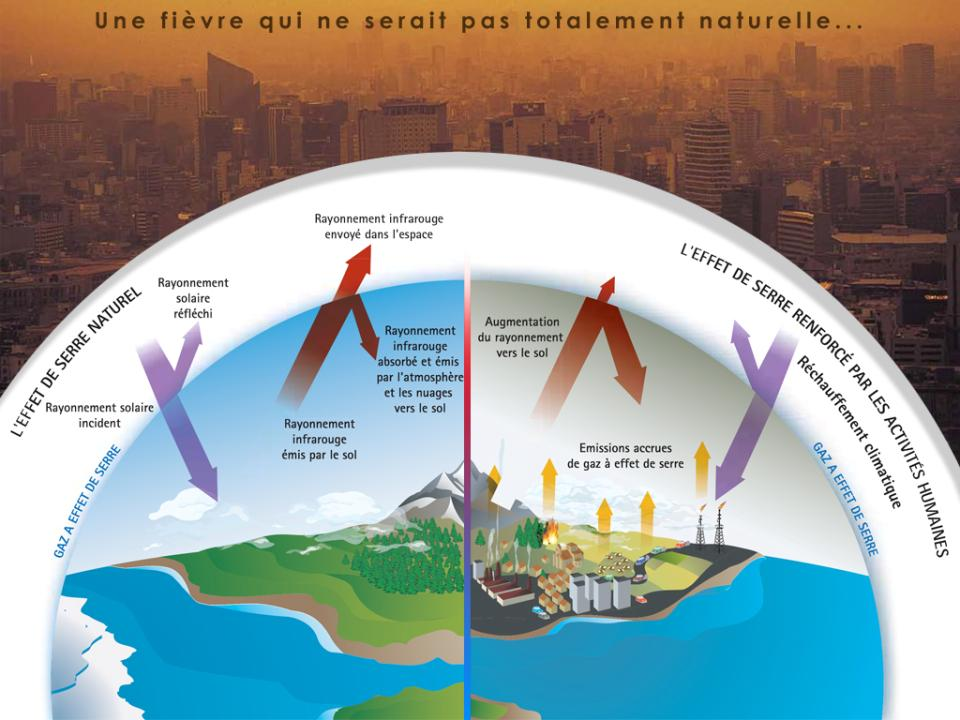 Une fièvre qui ne serait pas totalement naturelle...
L'EFFET DE SERRE NATUREL
Rayonnement
solaire
réfléchi
Rayonnement infrarouge
envoyé dans l'espace
Rayonnement
infrarouge
absorbé et émis
par l'atmosphère
et les nuages
vers le sol
Rayonnement solaire
incident
Rayonnement
infrarouge
émis par le sol
GAZ A EFFET DE SERRE
L'EFFET DE SERRE RENFORCÉ PAR LES ACTIVITÉS HUMAINES
Réchauffement climatique
Augmentation
du rayonnement
vers le sol
Emissions accrues
de gaz à effet de serre
GAZ A EFFET DE SERRE